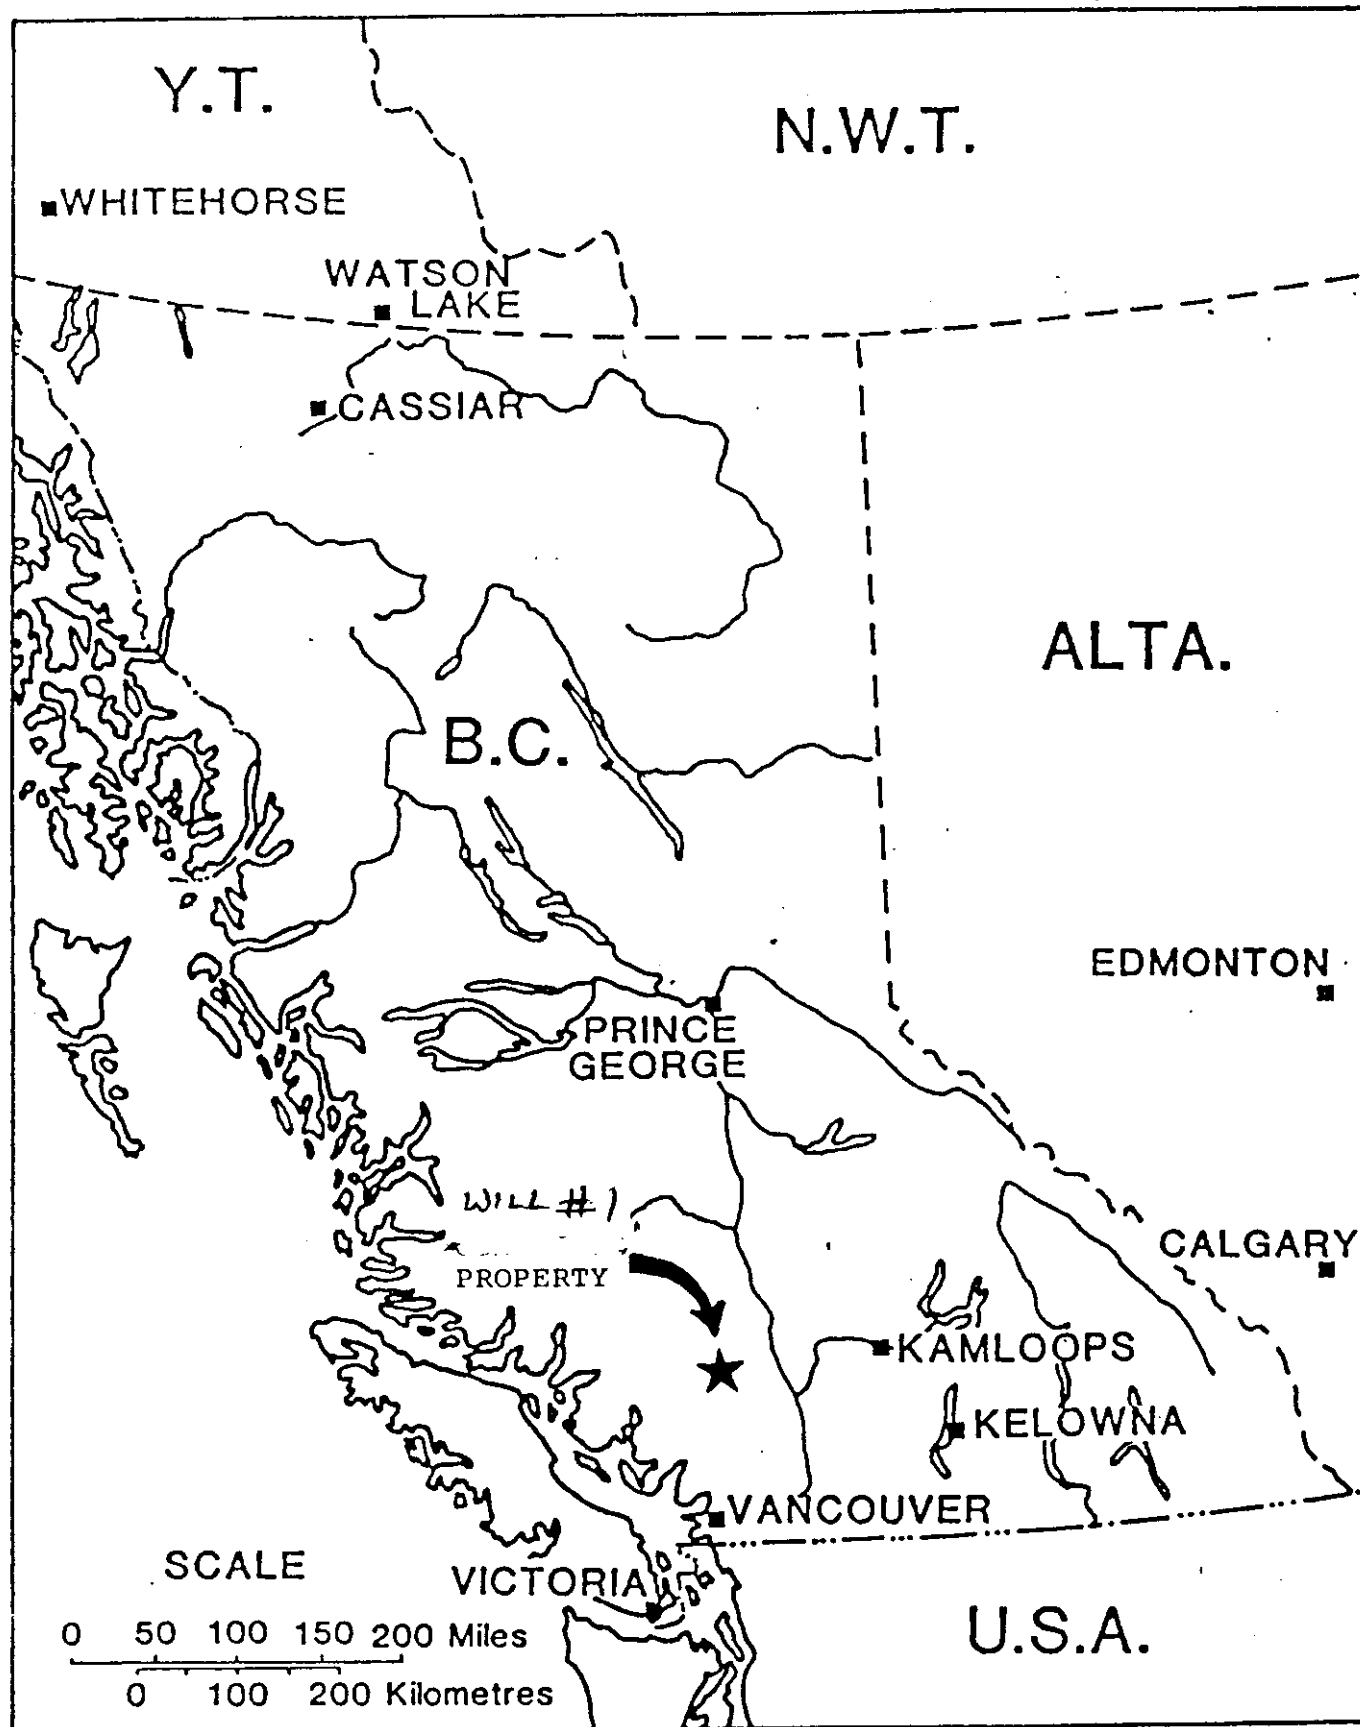 Y.T.
N.W.T.
WHITEHORSE
WATSON
LAKE
CASSIAR
ALTA.
B.C.
EDMONTON
PRINCE
GEORGE
WILL #1
PROPERTY
CALGARY
KAMLOOPS
KELOWNA
VANCOUVER
SCALE
VICTORIA
0 50 100 150 200 Miles
0 100 200 Kilometres
U.S.A.